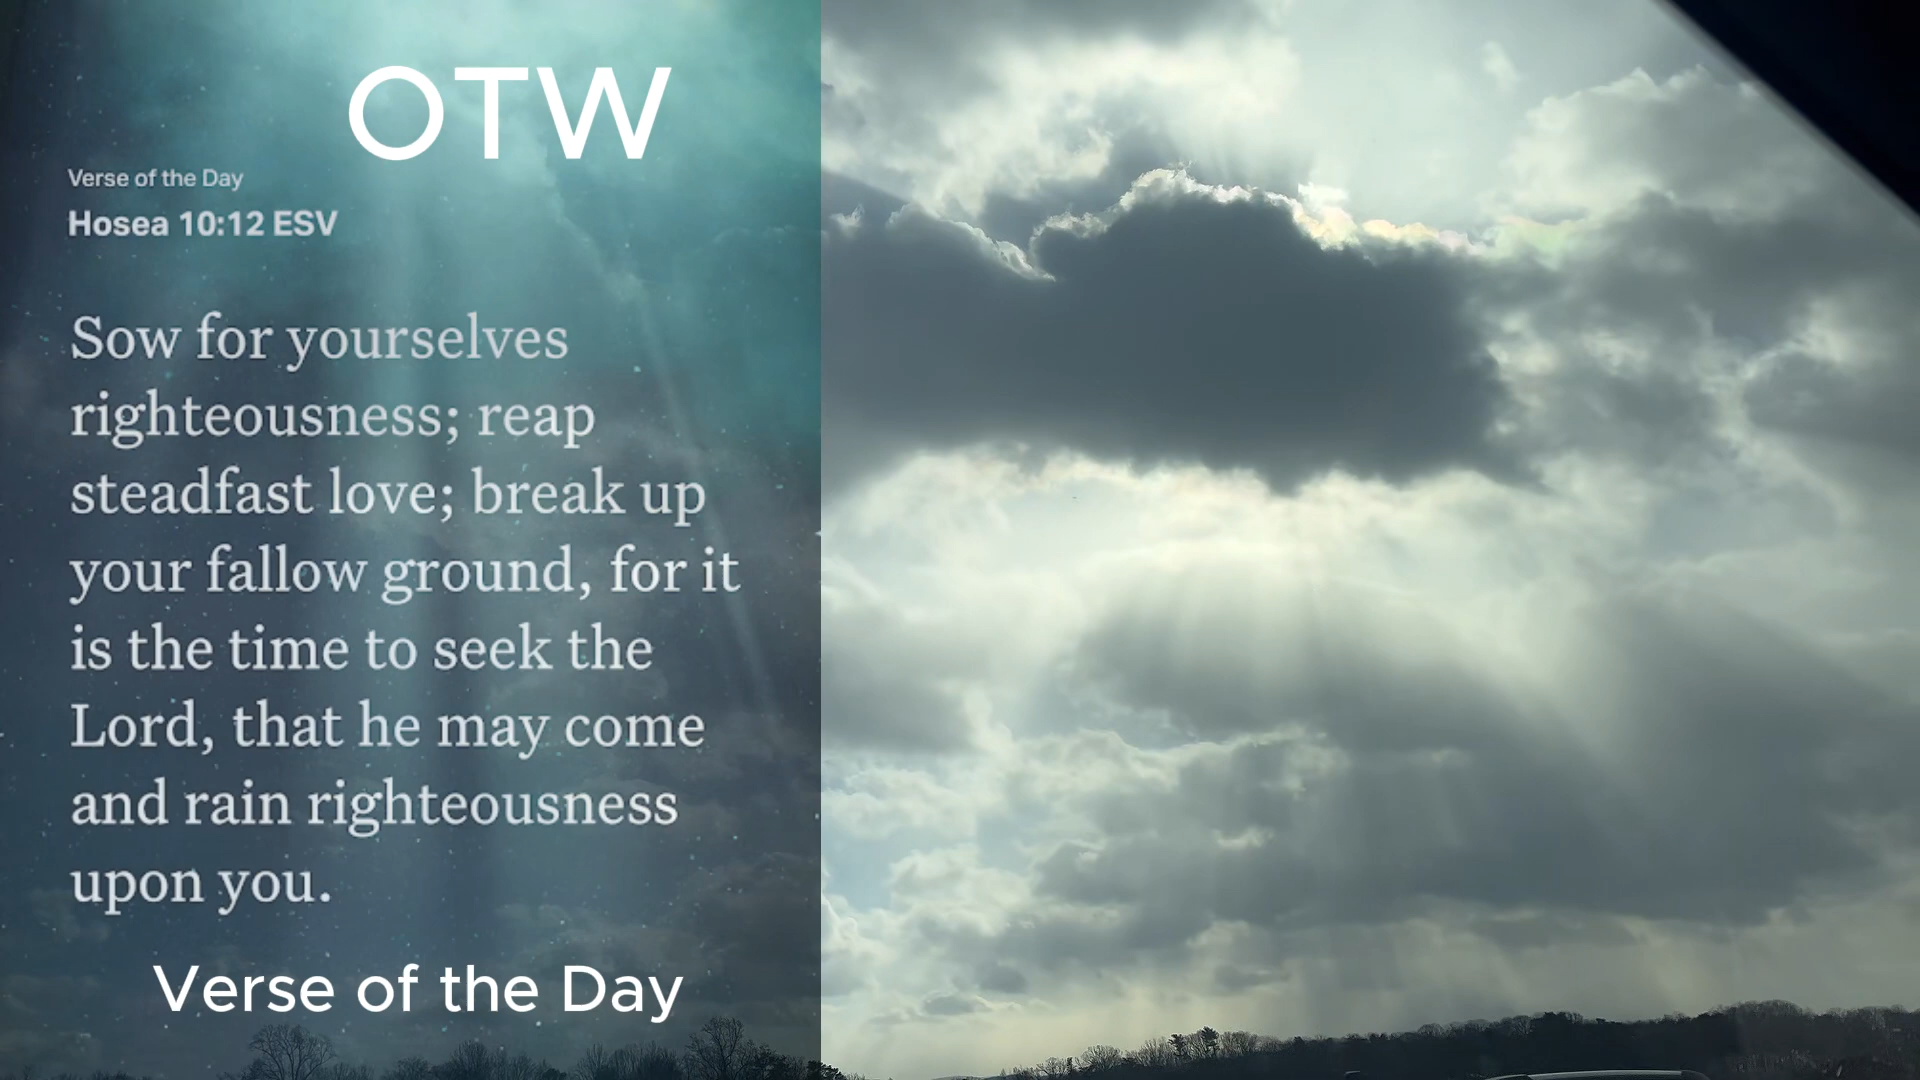 OTW
Verse of the Day
Hosea 10:12 ESV
Sow for yourselves
righteousness; reap
steadfast love; break up
your fallow ground, for it
is the time to seek the
Lord, that he may come
and rain righteousness
upon you.
Verse of the Day